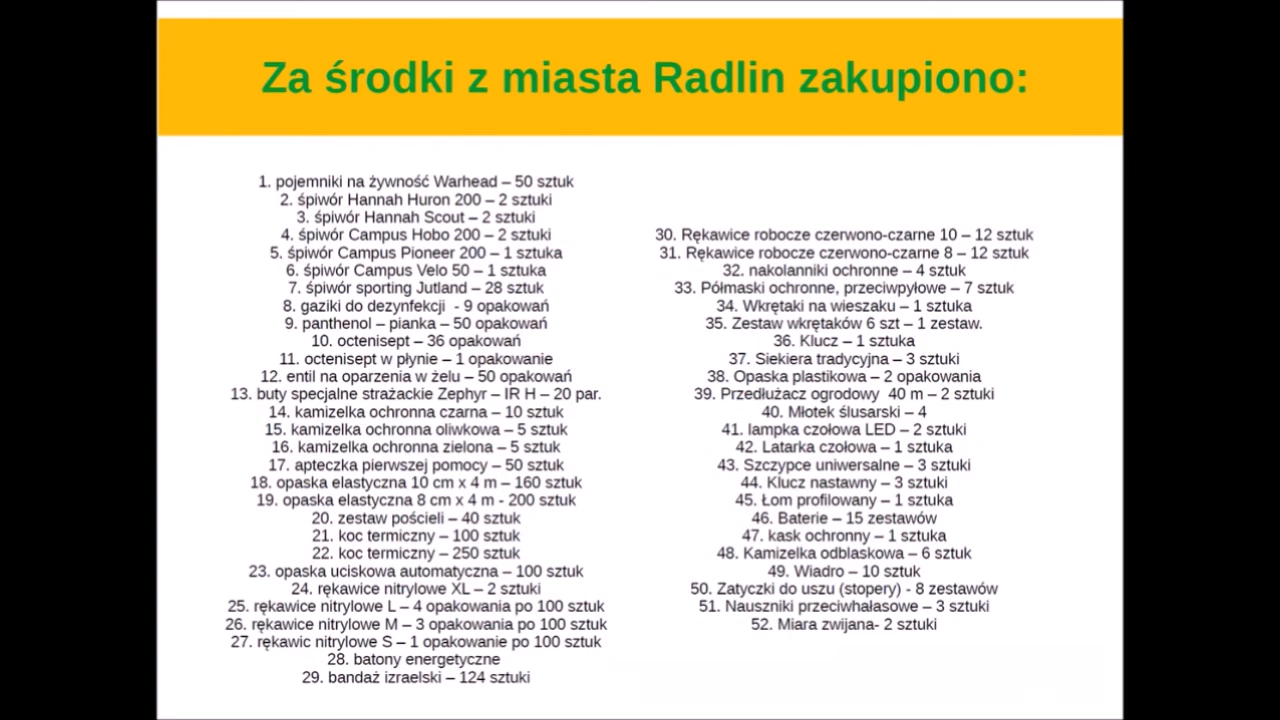 Za środki z miasta Radlin zakupiono:
1. pojemniki na żywność Warhead – 50 sztuk
2. śpiwór Hannah Huron 200 – 2 sztuki
3. śpiwór Hannah Scout – 2 sztuki
4. śpiwór Campus Hobo 200 – 2 sztuki
5. śpiwór Campus Pioneer 200 – 1 sztuka
6. śpiwór Campus Velo 50 – 1 sztuka
7. śpiwór sporting Jutland – 28 sztuk
8. gaziki do dezynfekcji - 9 opakowań
9. panthenol – pianka – 50 opakowań
10. octenisept – 36 opakowań
11. octenisept w płynie – 1 opakowanie
12. entil na oparzenia w żelu – 50 opakowań
13. buty specjalne strażackie Zephyr – IR H – 20 par.
14. kamizelka ochronna czarna – 10 sztuk
15. kamizelka ochronna oliwkowa – 5 sztuk
16. kamizelka ochronna zielona – 5 sztuk
17. apteczka pierwszej pomocy – 50 sztuk
18. opaska elastyczna 10 cm x 4 m – 160 sztuk
19. opaska elastyczna 8 cm x 4 m - 200 sztuk
20. zestaw pościeli – 40 sztuk
21. koc termiczny – 100 sztuk
22. koc termiczny – 250 sztuk
23. opaska uciskowa automatyczna – 100 sztuk
24. rękawice nitrylowe XL – 2 sztuki
25. rękawice nitrylowe L – 4 opakowania po 100 sztuk
26. rękawice nitrylowe M – 3 opakowania po 100 sztuk
27. rękawic nitrylowe S – 1 opakowanie po 100 sztuk
28. batony energetyczne
29. bandaż izraelski – 124 sztuki
30. Rękawice robocze czerwono-czarne 10 – 12 sztuk
31. Rękawice robocze czerwono-czarne 8 – 12 sztuk
32. nakolanniki ochronne – 4 sztuk
33. Półmaski ochronne, przeciwpyłowe – 7 sztuk
34. Wkrętaki na wieszaku – 1 sztuka
35. Zestaw wkrętaków 6 szt – 1 zestaw.
36. Klucz – 1 sztuka
37. Siekiera tradycyjna – 3 sztuki
38. Opaska plastikowa – 2 opakowania
39. Przedłużacz ogrodowy 40 m – 2 sztuki
40. Młotek ślusarski – 4
41. lampka czołowa LED – 2 sztuki
42. Latarka czołowa – 1 sztuka
43. Szczypce uniwersalne – 3 sztuki
44. Klucz nastawny – 3 sztuki
45. Łom profilowany – 1 sztuka
46. Baterie – 15 zestawów
47. kask ochronny – 1 sztuka
48. Kamizelka odblaskowa – 6 sztuk
49. Wiadro – 10 sztuk
50. Zatyczki do uszu (stopery) - 8 zestawów
51. Nauszniki przeciwhałasowe – 3 sztuki
52. Miara zwijana- 2 sztuki